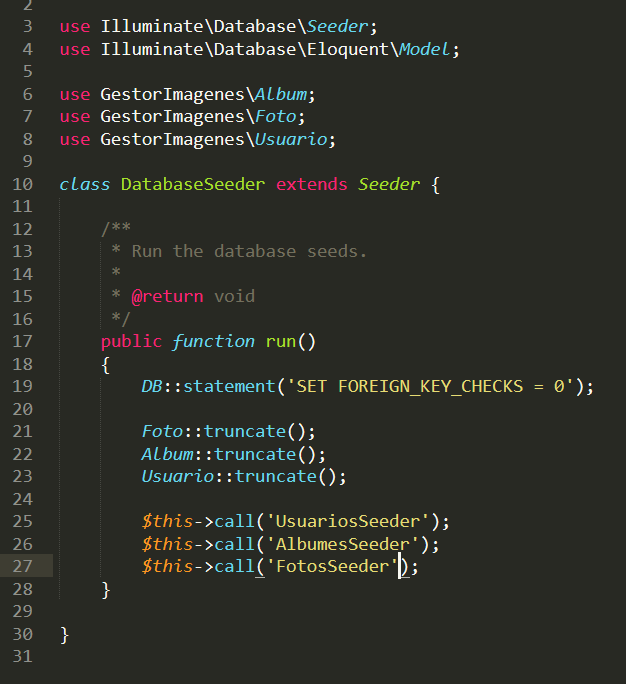 2
3 use Illuminate\Database\Seeder;
4 use Illuminate\Database\Eloquent\Model;
5
6 use GestorImagenes\Album;
7 use GestorImagenes\Foto;
8 use GestorImagenes\Usuario;
9
10 class DatabaseSeeder extends Seeder {
11
12     /**
13      * Run the database seeds.
14      *
15      * @return void
16      */
17     public function run()
18     {
19         DB::statement('SET FOREIGN_KEY_CHECKS = 0');
20
21         Foto::truncate();
22         Album::truncate();
23         Usuario::truncate();
24
25         $this->call('UsuariosSeeder');
26         $this->call('AlbumesSeeder');
27         $this->call('FotosSeeder');
28     }
29
30 }
31